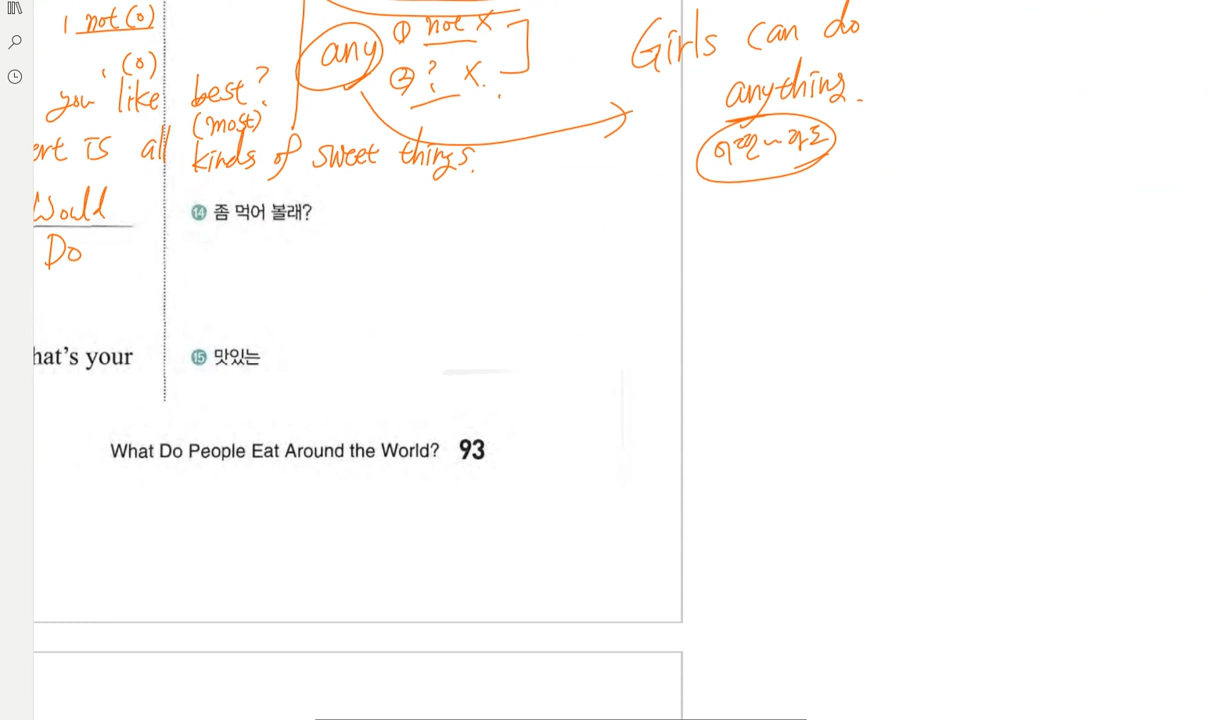 1 not (o)
, (o)
any
① not X
② ? X.
Girls can do
anything.
어떤~라도
you like best?
(most)
ert is all kinds of sweet things.
Would
Do
⑭ 좀 먹어 볼래?
hat's your
⑮ 맛있는
What Do People Eat Around the World? 93